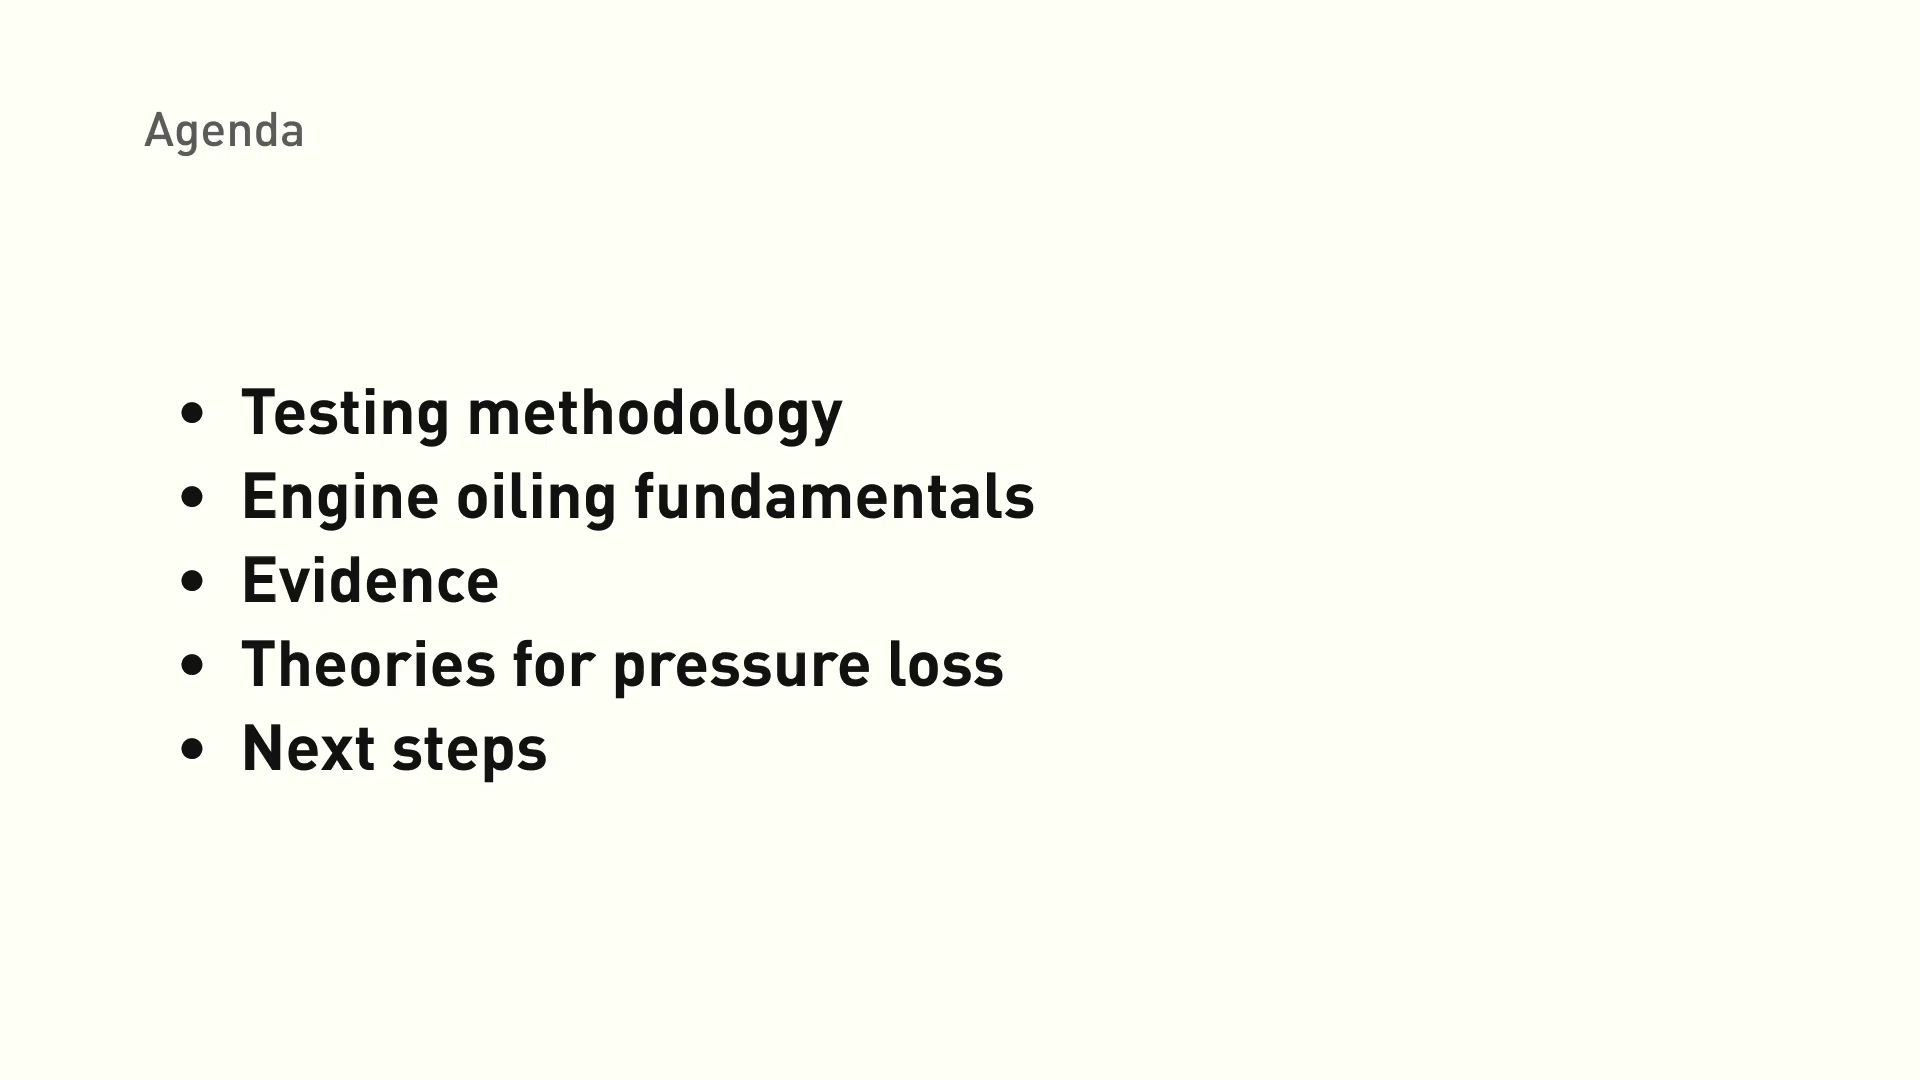 Agenda
• Testing methodology
• Engine oiling fundamentals
• Evidence
• Theories for pressure loss
• Next steps